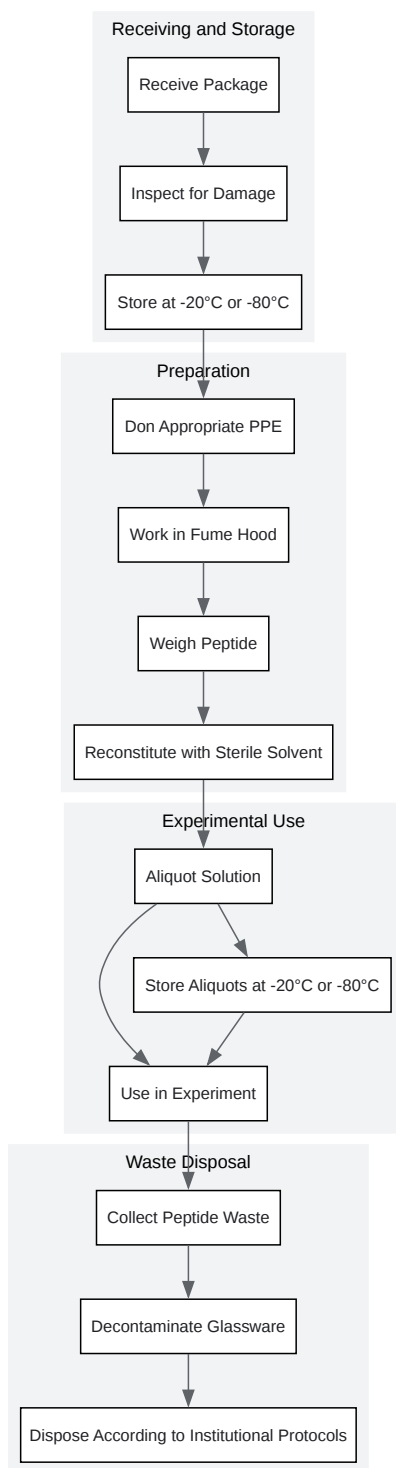 Receiving and Storage
Receive Package
Inspect for Damage
Store at -20°C or -80°C
Preparation
Don Appropriate PPE
Work in Fume Hood
Weigh Peptide
Reconstitute with Sterile Solvent
Experimental Use
Aliquot Solution
Store Aliquots at -20°C or -80°C
Use in Experiment
Waste Disposal
Collect Peptide Waste
Decontaminate Glassware
Dispose According to Institutional Protocols